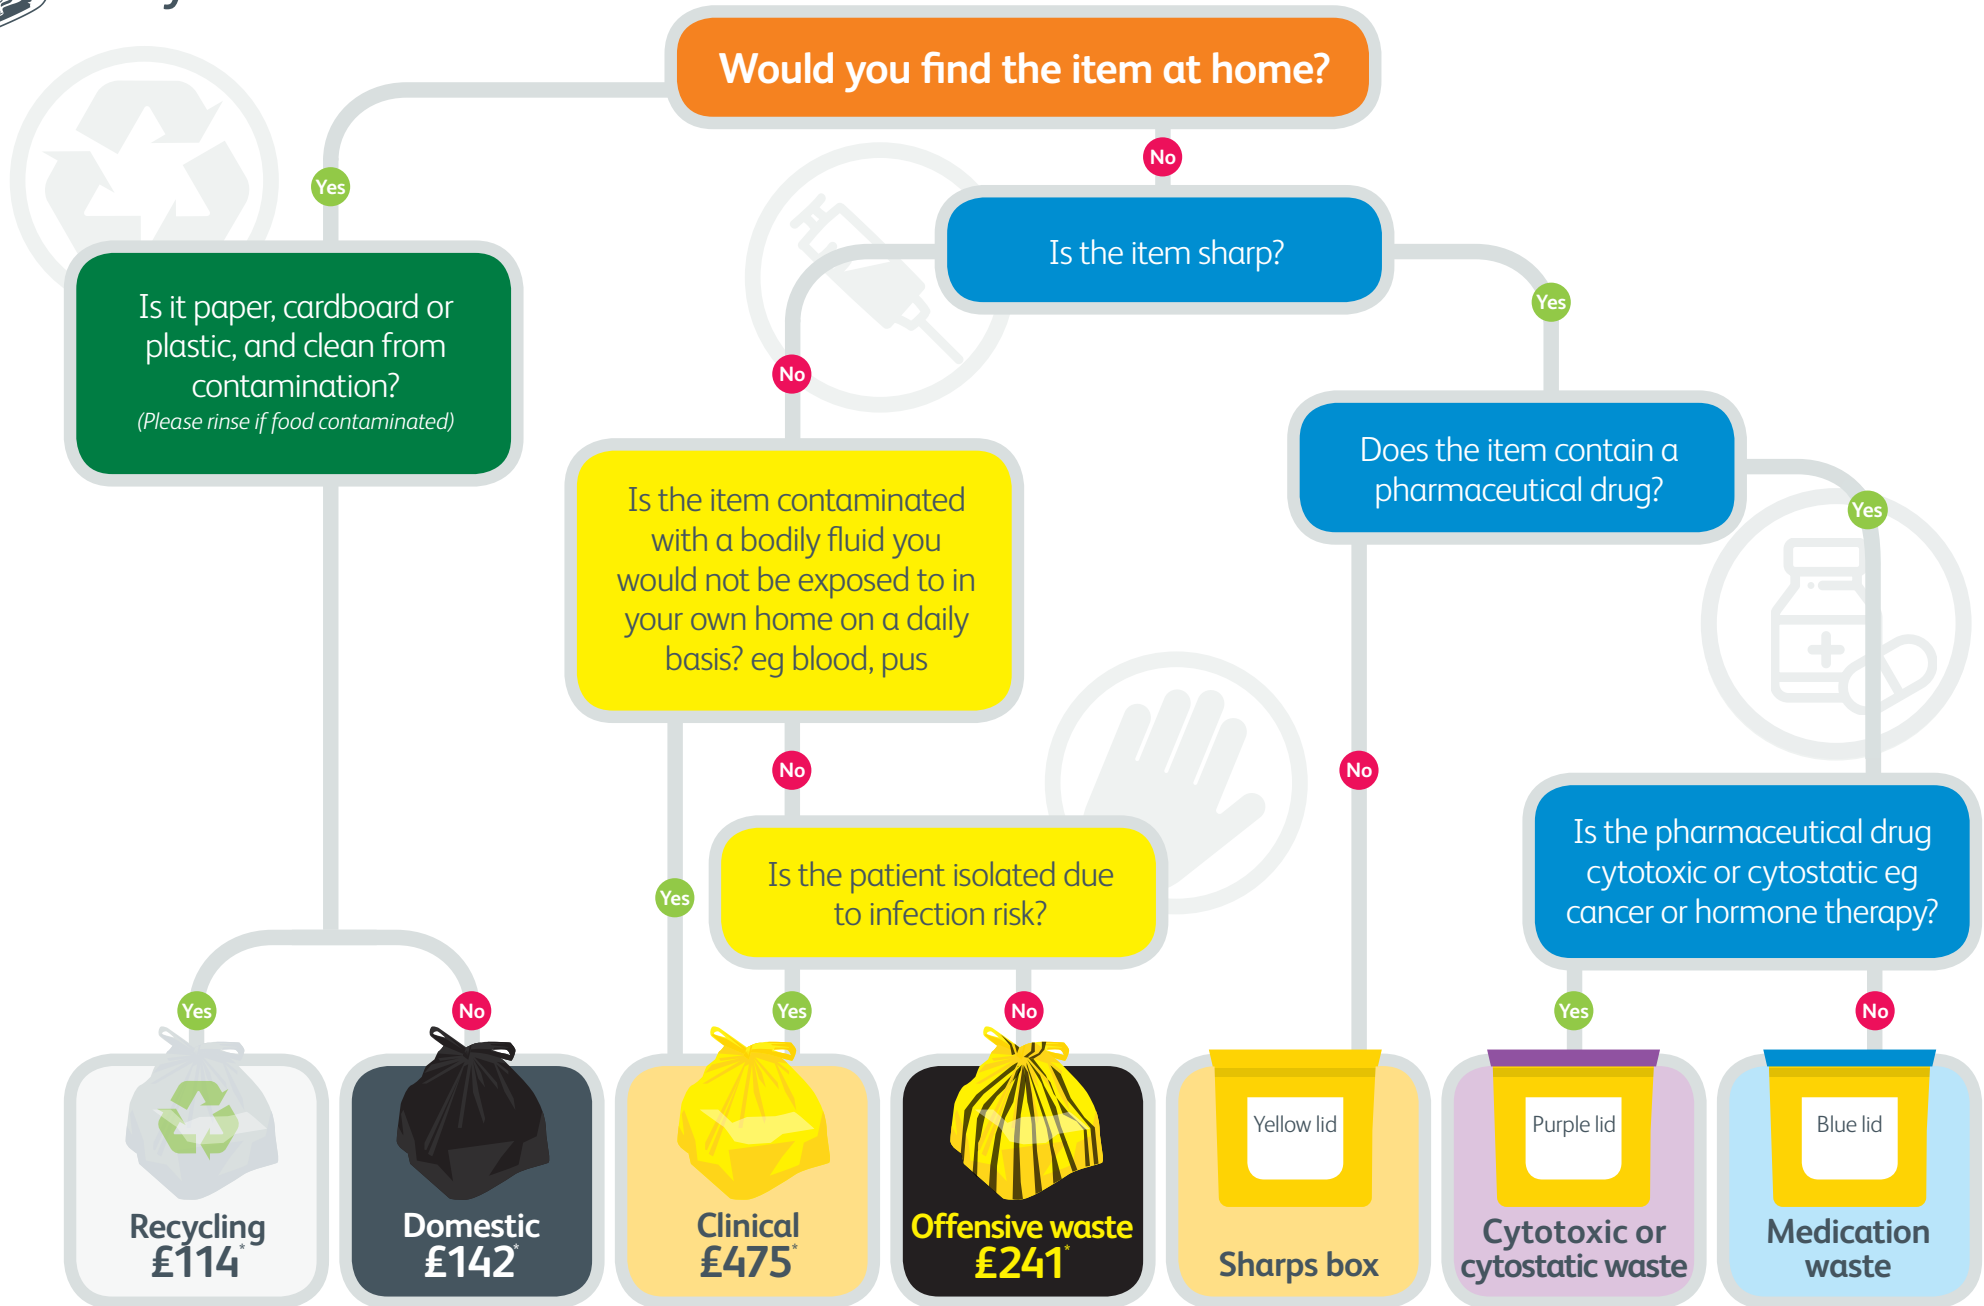 Would you find the item at home?
No
Yes
Is the item sharp?
Yes
No
Is it paper, cardboard or
plastic, and clean from
contamination?
(Please rinse if food contaminated)
Does the item contain a
pharmaceutical drug?
Yes
No
Is the item contaminated
with a bodily fluid you
would not be exposed to in
your own home on a daily
basis? eg blood, pus
No
Yes
Is the patient isolated due
to infection risk?
Is the pharmaceutical drug
cytotoxic or cytostatic eg
cancer or hormone therapy?
Yes
No
Yes
No
Yes
No
Recycling
£114*
Domestic
£142*
Clinical
£475*
Offensive waste
£241*
Yellow lid
Sharps box
Purple lid
Cytotoxic or
cytostatic waste
Blue lid
Medication
waste